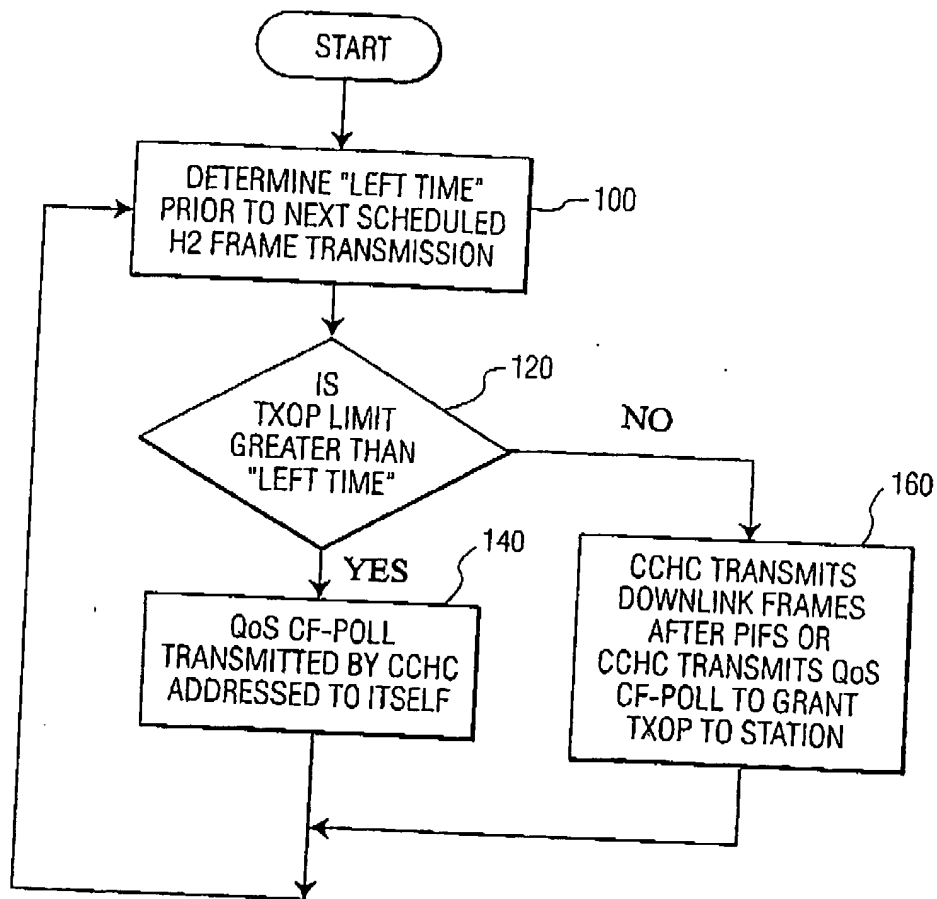 START
DETERMINE "LEFT TIME"
PRIOR TO NEXT SCHEDULED
H2 FRAME TRANSMISSION
100
IS
TXOP LIMIT
GREATER THAN
"LEFT TIME"
120
NO
YES
140
QoS CF-POLL
TRANSMITTED BY CCHC
ADDRESSED TO ITSELF
160
CCHC TRANSMITS
DOWNLINK FRAMES
AFTER PIFS OR
CCHC TRANSMITS QoS
CF-POLL TO GRANT
TXOP TO STATION